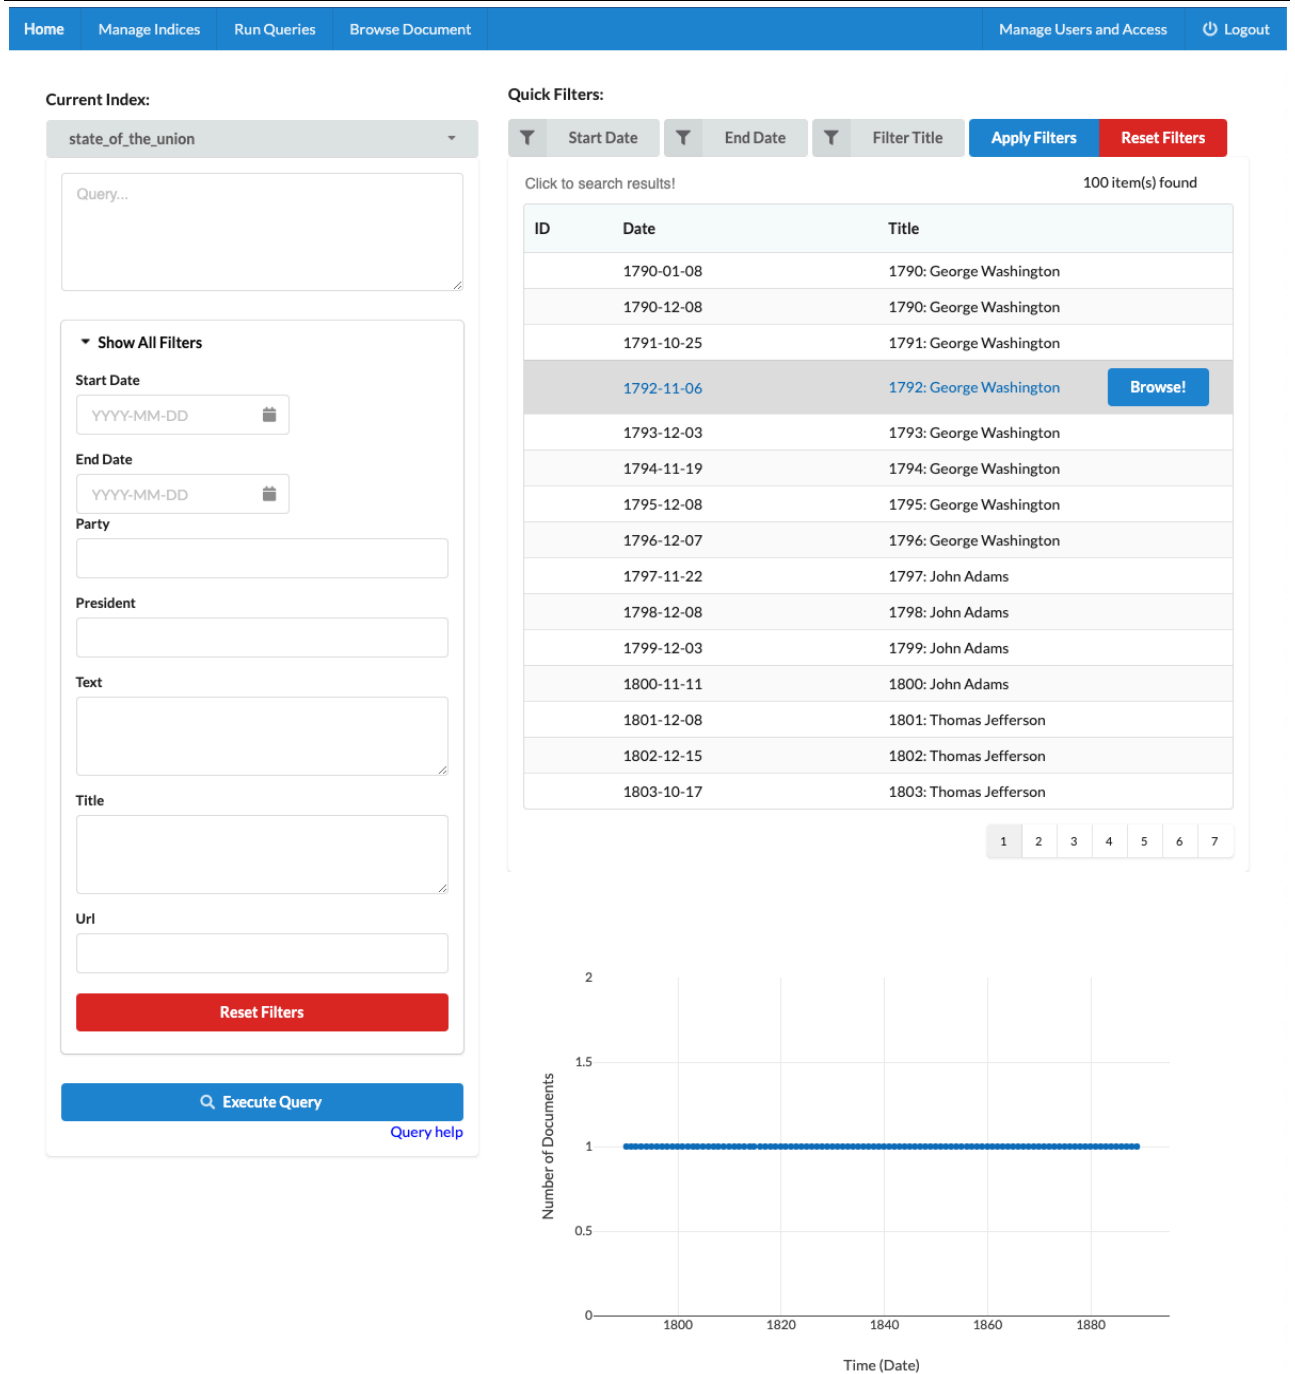 Home Manage Indices Run Queries Browse Document Manage Users and Access Logout
Current Index:
state_of_the_union
Query...
Show All Filters
Start Date
YYYY-MM-DD
End Date
YYYY-MM-DD
Party
President
Text
Title
Url
Reset Filters
Execute Query
Query help
Quick Filters:
Start Date End Date Filter Title Apply Filters Reset Filters
Click to search results! 100 item(s) found
ID Date Title
1790-01-08 1790: George Washington
1790-12-08 1790: George Washington
1791-10-25 1791: George Washington
1792-11-06 1792: George Washington Browse!
1793-12-03 1793: George Washington
1794-11-19 1794: George Washington
1795-12-08 1795: George Washington
1796-12-07 1796: George Washington
1797-11-22 1797: John Adams
1798-12-08 1798: John Adams
1799-12-03 1799: John Adams
1800-11-11 1800: John Adams
1801-12-08 1801: Thomas Jefferson
1802-12-15 1802: Thomas Jefferson
1803-10-17 1803: Thomas Jefferson
1 2 3 4 5 6 7
2
1.5
1
0.5
0
Number of Documents
1800 1820 1840 1860 1880
Time (Date)